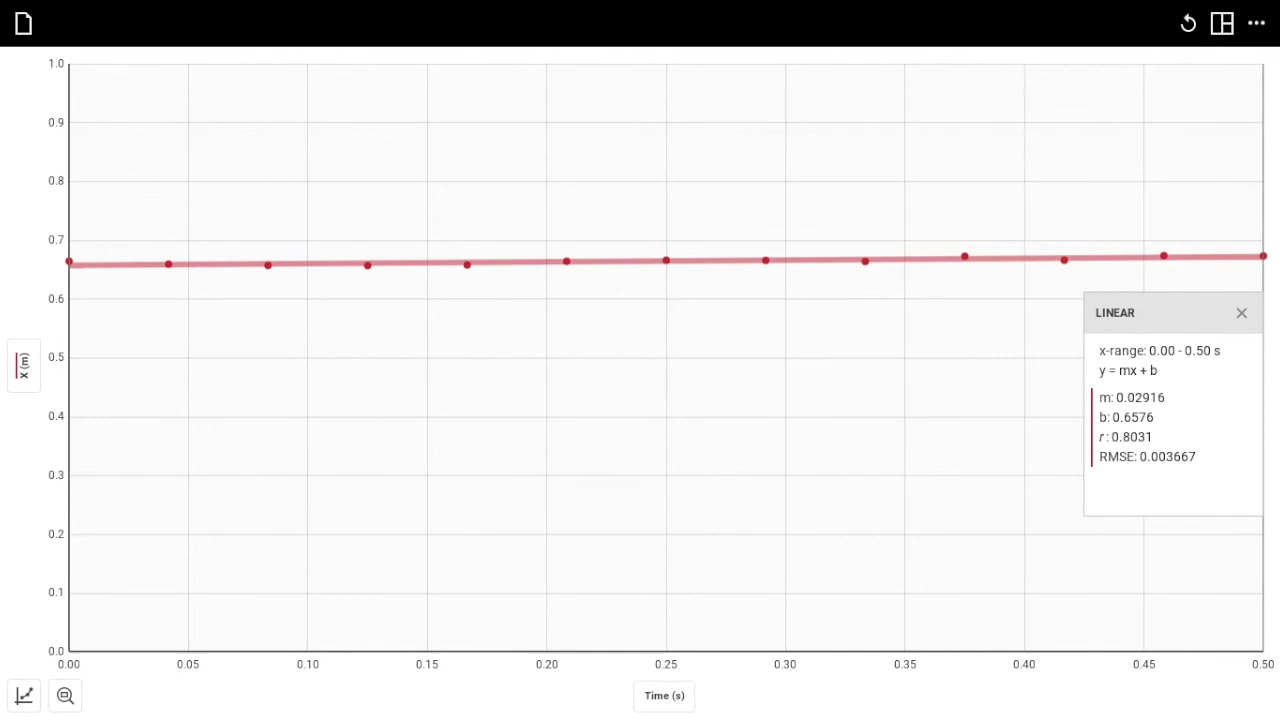 1.0
0.9
0.8
0.7
0.6
0.5
0.4
0.3
0.2
0.1
0.0
X (m)
LINEAR
x-range: 0.00 - 0.50 s
y = mx + b
m: 0.02916
b: 0.6576
r : 0.8031
RMSE: 0.003667
0.00 0.05 0.10 0.15 0.20 0.25 0.30 0.35 0.40 0.45 0.50
Time (s)